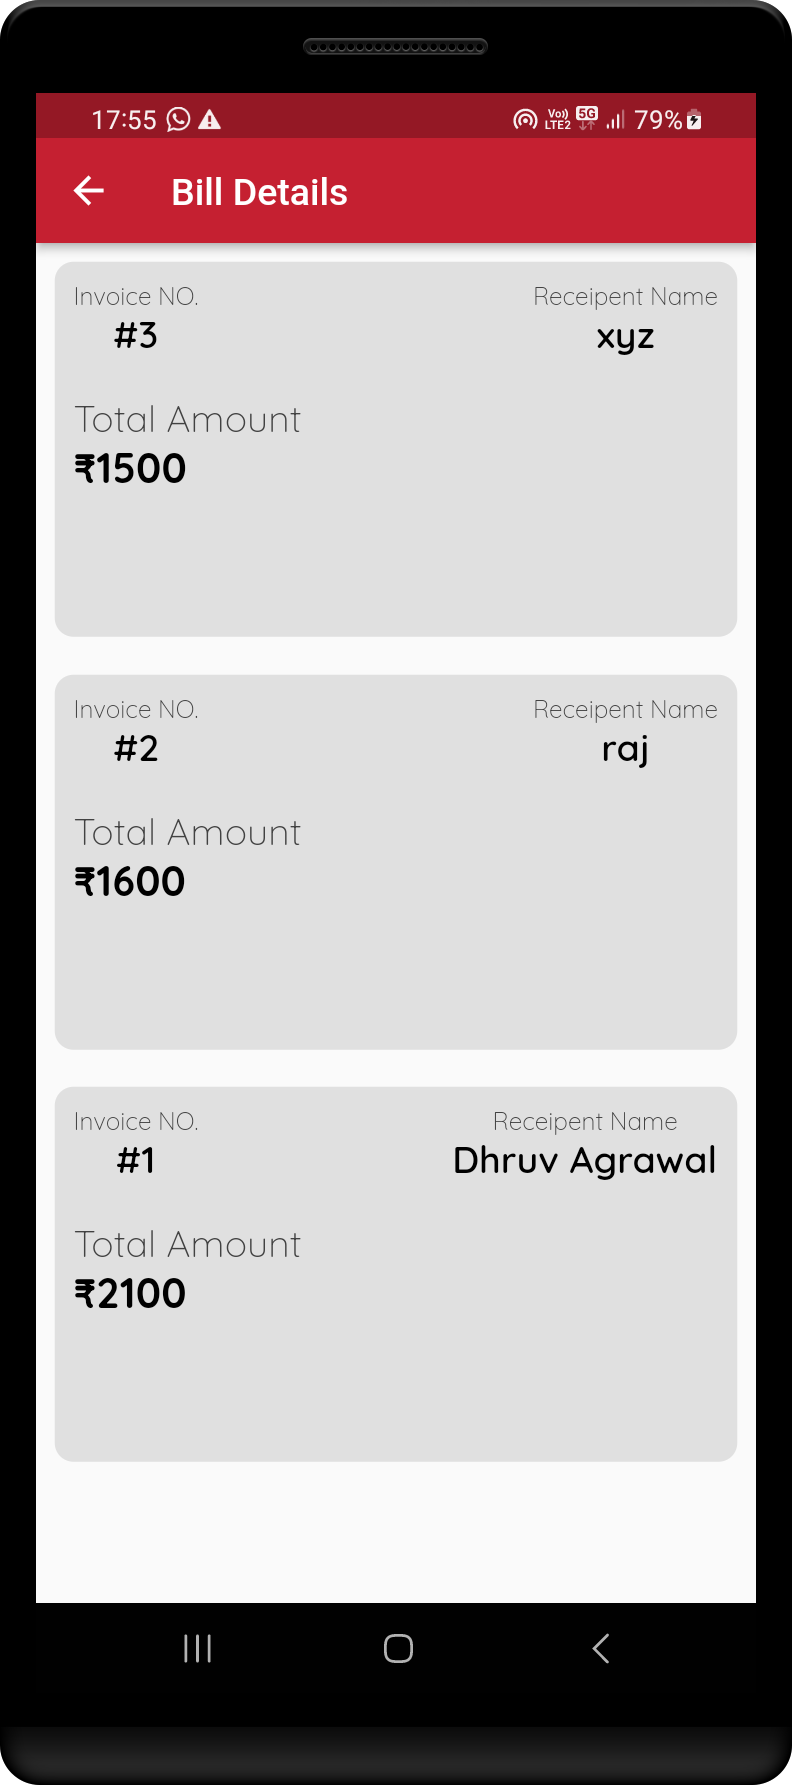 17:55 Vo) LTE2 5G 79%
Bill Details
Invoice NO. Receipent Name
#3 xyz
Total Amount
₹1500
Invoice NO. Receipent Name
#2 raj
Total Amount
₹1600
Invoice NO. Receipent Name
#1 Dhruv Agrawal
Total Amount
₹2100